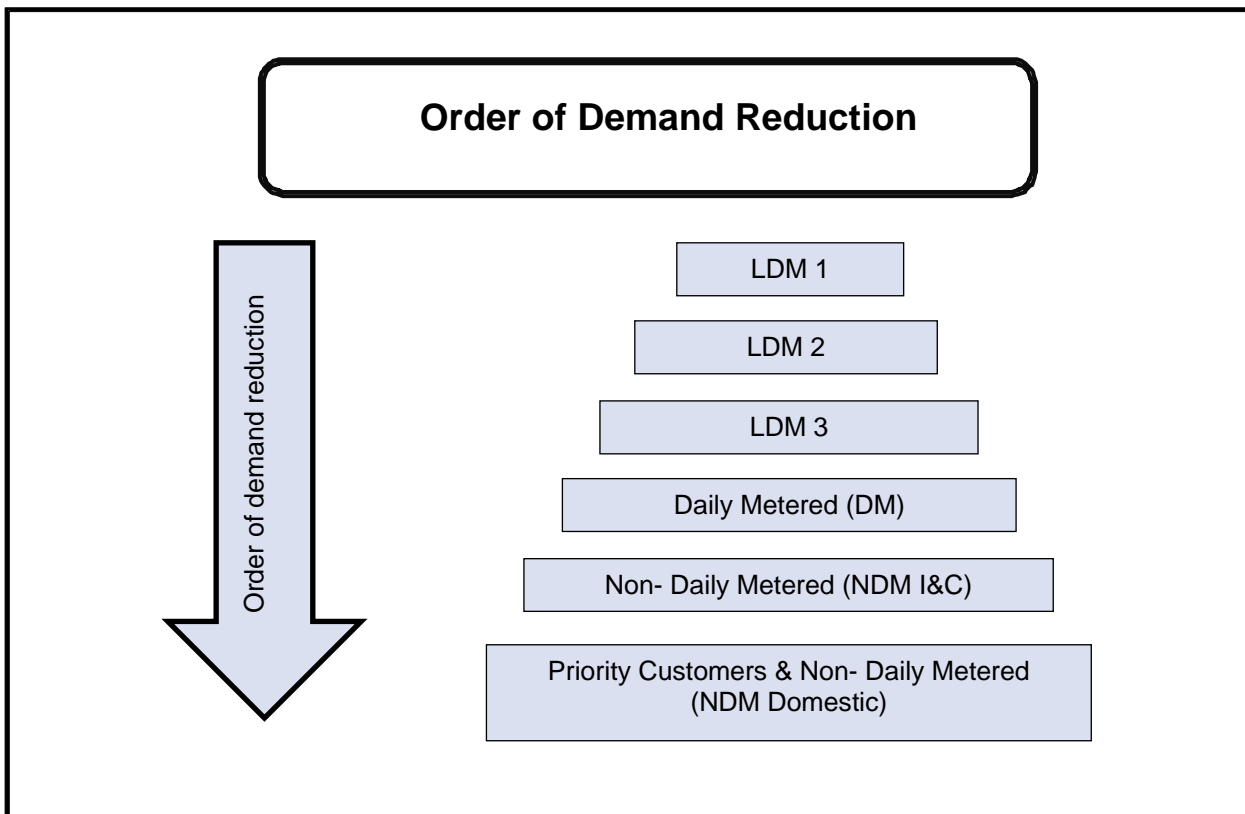 Order of Demand Reduction
Order of demand reduction
LDM 1
LDM 2
LDM 3
Daily Metered (DM)
Non- Daily Metered (NDM I&C)
Priority Customers & Non- Daily Metered
(NDM Domestic)